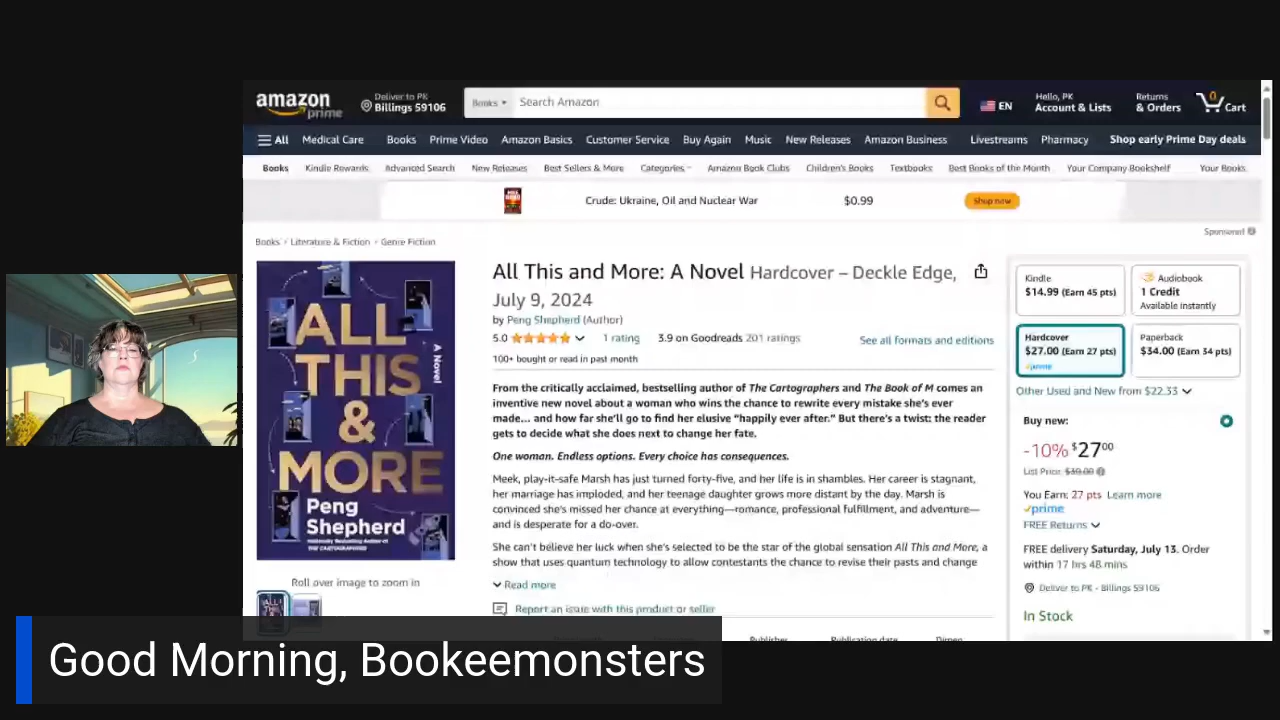 amazon prime
Deliver to PK
Billings 59106
Books
Search Amazon
EN
Hello, PK
Account & Lists
Returns
& Orders
0
Cart
All Medical Care Books Prime Video Amazon Basics Customer Service Buy Again Music New Releases Amazon Business Livestreams Pharmacy Shop early Prime Day deals
Books Kindle Rewards Advanced Search New Releases Best Sellers & More Categories Amazon Book Clubs Children's Books Textbooks Best Books of the Month Your Company Bookshelf Your Books
Crude: Ukraine, Oil and Nuclear War $0.99 Shop now
Sponsored
Books › Literature & Fiction › Genre Fiction
ALL
THIS
&
MORE
A Novel
Peng
Shepherd
Nationally Bestselling Author of
THE CARTOGRAPHERS
Roll over image to zoom in
All This and More: A Novel Hardcover – Deckle Edge,
July 9, 2024
by Peng Shepherd (Author)
5.0 1 rating 3.9 on Goodreads 201 ratings
See all formats and editions
100+ bought or read in past month
From the critically acclaimed, bestselling author of The Cartographers and The Book of M comes an
inventive new novel about a woman who wins the chance to rewrite every mistake she's ever
made… and how far she'll go to find her elusive “happily ever after.” But there's a twist: the reader
gets to decide what she does next to change her fate.
One woman. Endless options. Every choice has consequences.
Meek, play-it-safe Marsh has just turned forty-five, and her life is in shambles. Her career is stagnant,
her marriage has imploded, and her teenage daughter grows more distant by the day. Marsh is
convinced she's missed her chance at everything—romance, professional fulfillment, and adventure—
and is desperate for a do-over.
She can't believe her luck when she's selected to be the star of the global sensation All This and More, a
show that uses quantum technology to allow contestants the chance to revise their pasts and change
Read more
Report an issue with this product or seller
Publisher Publication date
Kindle
$14.99 (Earn 45 pts)
Audiobook
1 Credit
Available instantly
Hardcover
$27.00 (Earn 27 pts)
prime
Paperback
$34.00 (Earn 34 pts)
Other Used and New from $22.33
Buy new:
-10% $27 00
List Price: $30.00
You Earn: 27 pts Learn more
prime
FREE Returns
FREE delivery Saturday, July 13. Order
within 17 hrs 48 mins
Deliver to PK - Billings 59106
In Stock
Good Morning, Bookeemonsters